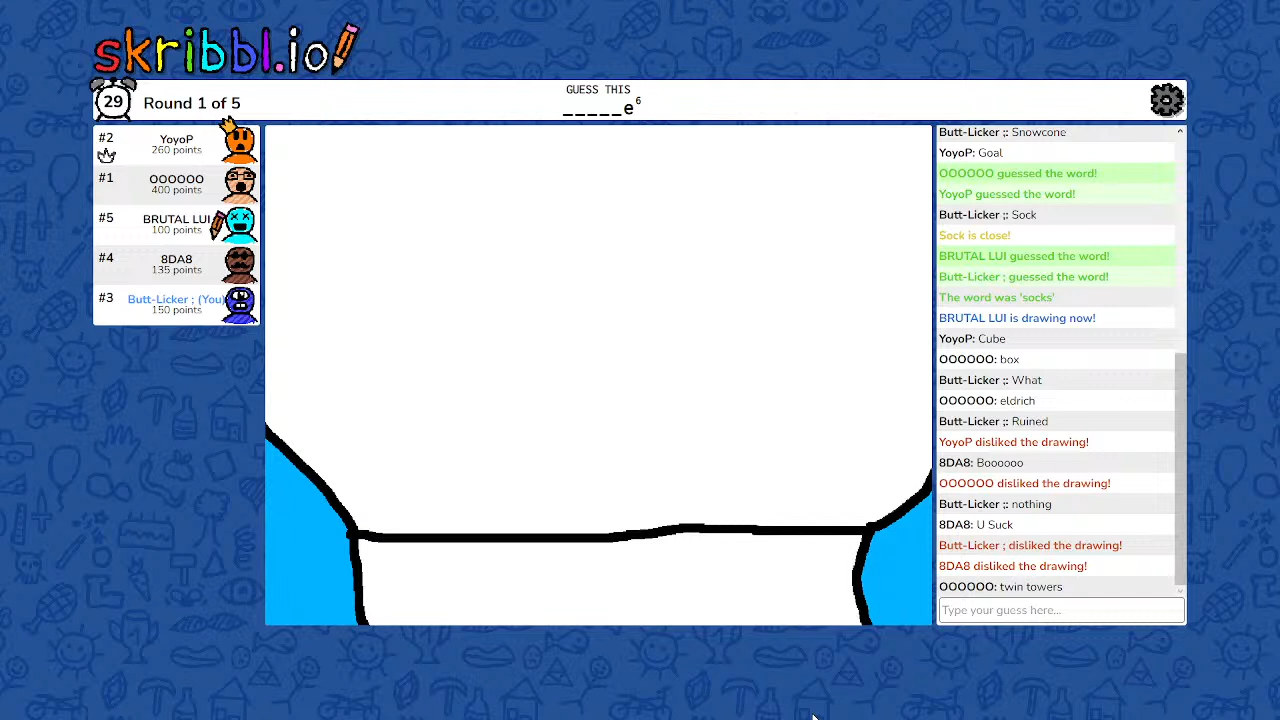 skribbl.io
29
Round 1 of 5
GUESS THIS
_____e 6
#2
YoyoP
260 points
#1
OOOOOO
400 points
#5
BRUTAL LUI
100 points
#4
8DA8
135 points
#3
Butt-Licker ; (You)
150 points
Butt-Licker ;: Snowcone
YoyoP: Goal
OOOOOO guessed the word!
YoyoP guessed the word!
Butt-Licker ;: Sock
Sock is close!
BRUTAL LUI guessed the word!
Butt-Licker ; guessed the word!
The word was 'socks'
BRUTAL LUI is drawing now!
YoyoP: Cube
OOOOOO: box
Butt-Licker ;: What
OOOOOO: eldrich
Butt-Licker ;: Ruined
YoyoP disliked the drawing!
8DA8: Boooooo
OOOOOO disliked the drawing!
Butt-Licker ;: nothing
8DA8: U Suck
Butt-Licker ; disliked the drawing!
8DA8 disliked the drawing!
OOOOOO: twin towers
Type your guess here...